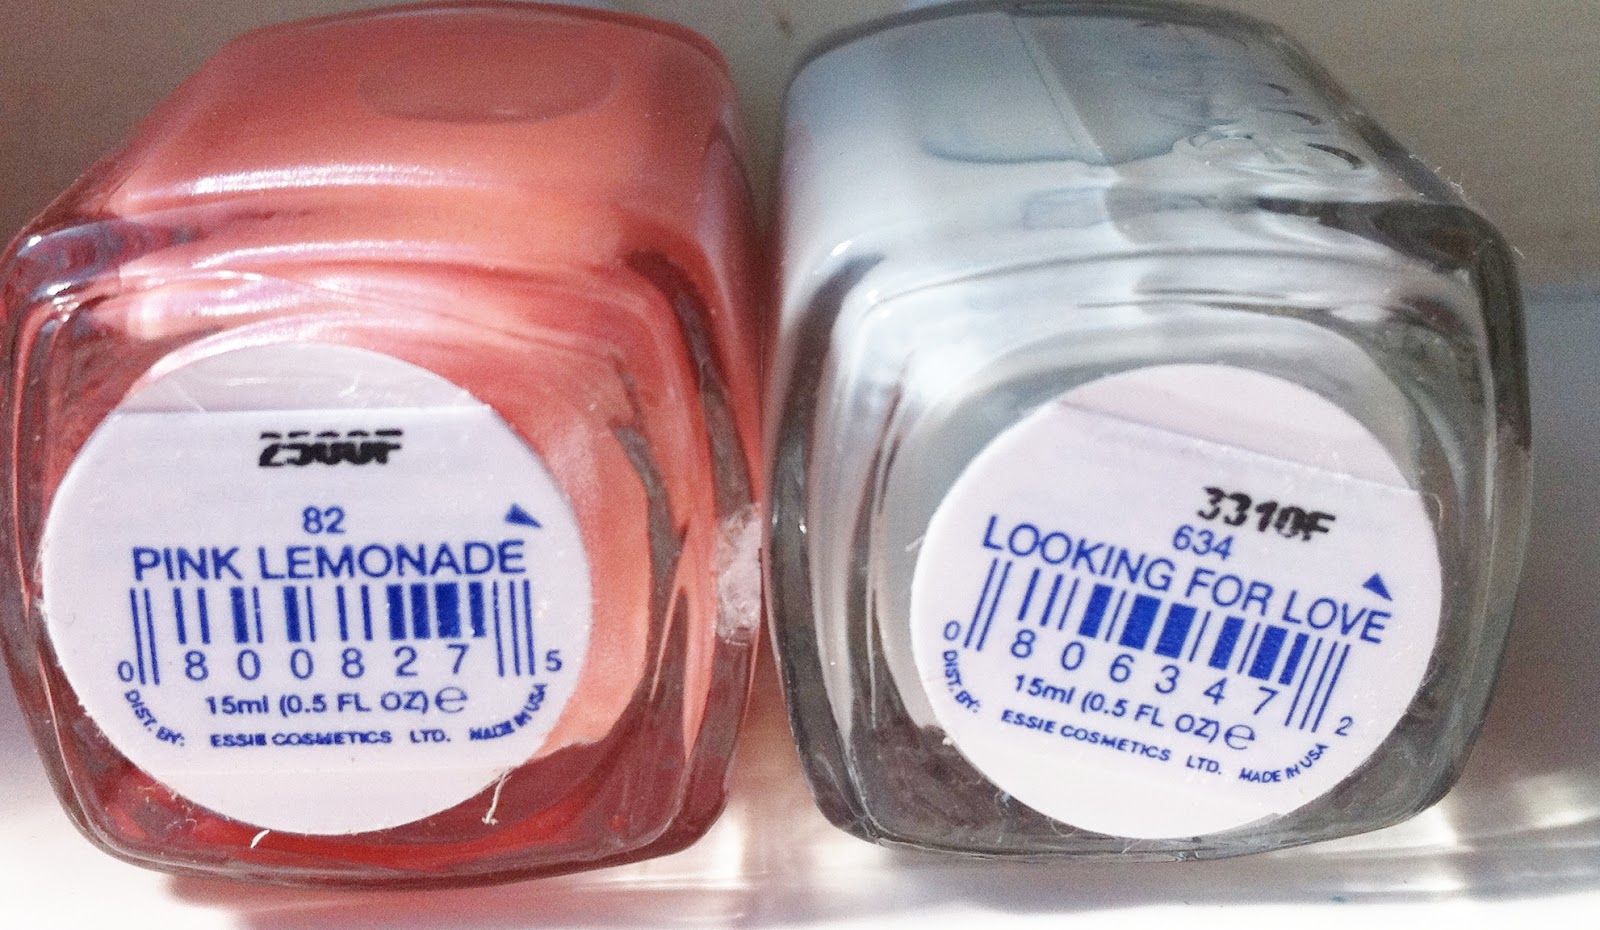 2500F
82
PINK LEMONADE
0 800827 5
15ml (0.5 FL OZ) e
DIST. BY: ESSIE COSMETICS LTD. MADE IN USA
3310F
634
LOOKING FOR LOVE
0 806347 2
15ml (0.5 FL OZ) e
DIST. BY: ESSIE COSMETICS LTD. MADE IN USA